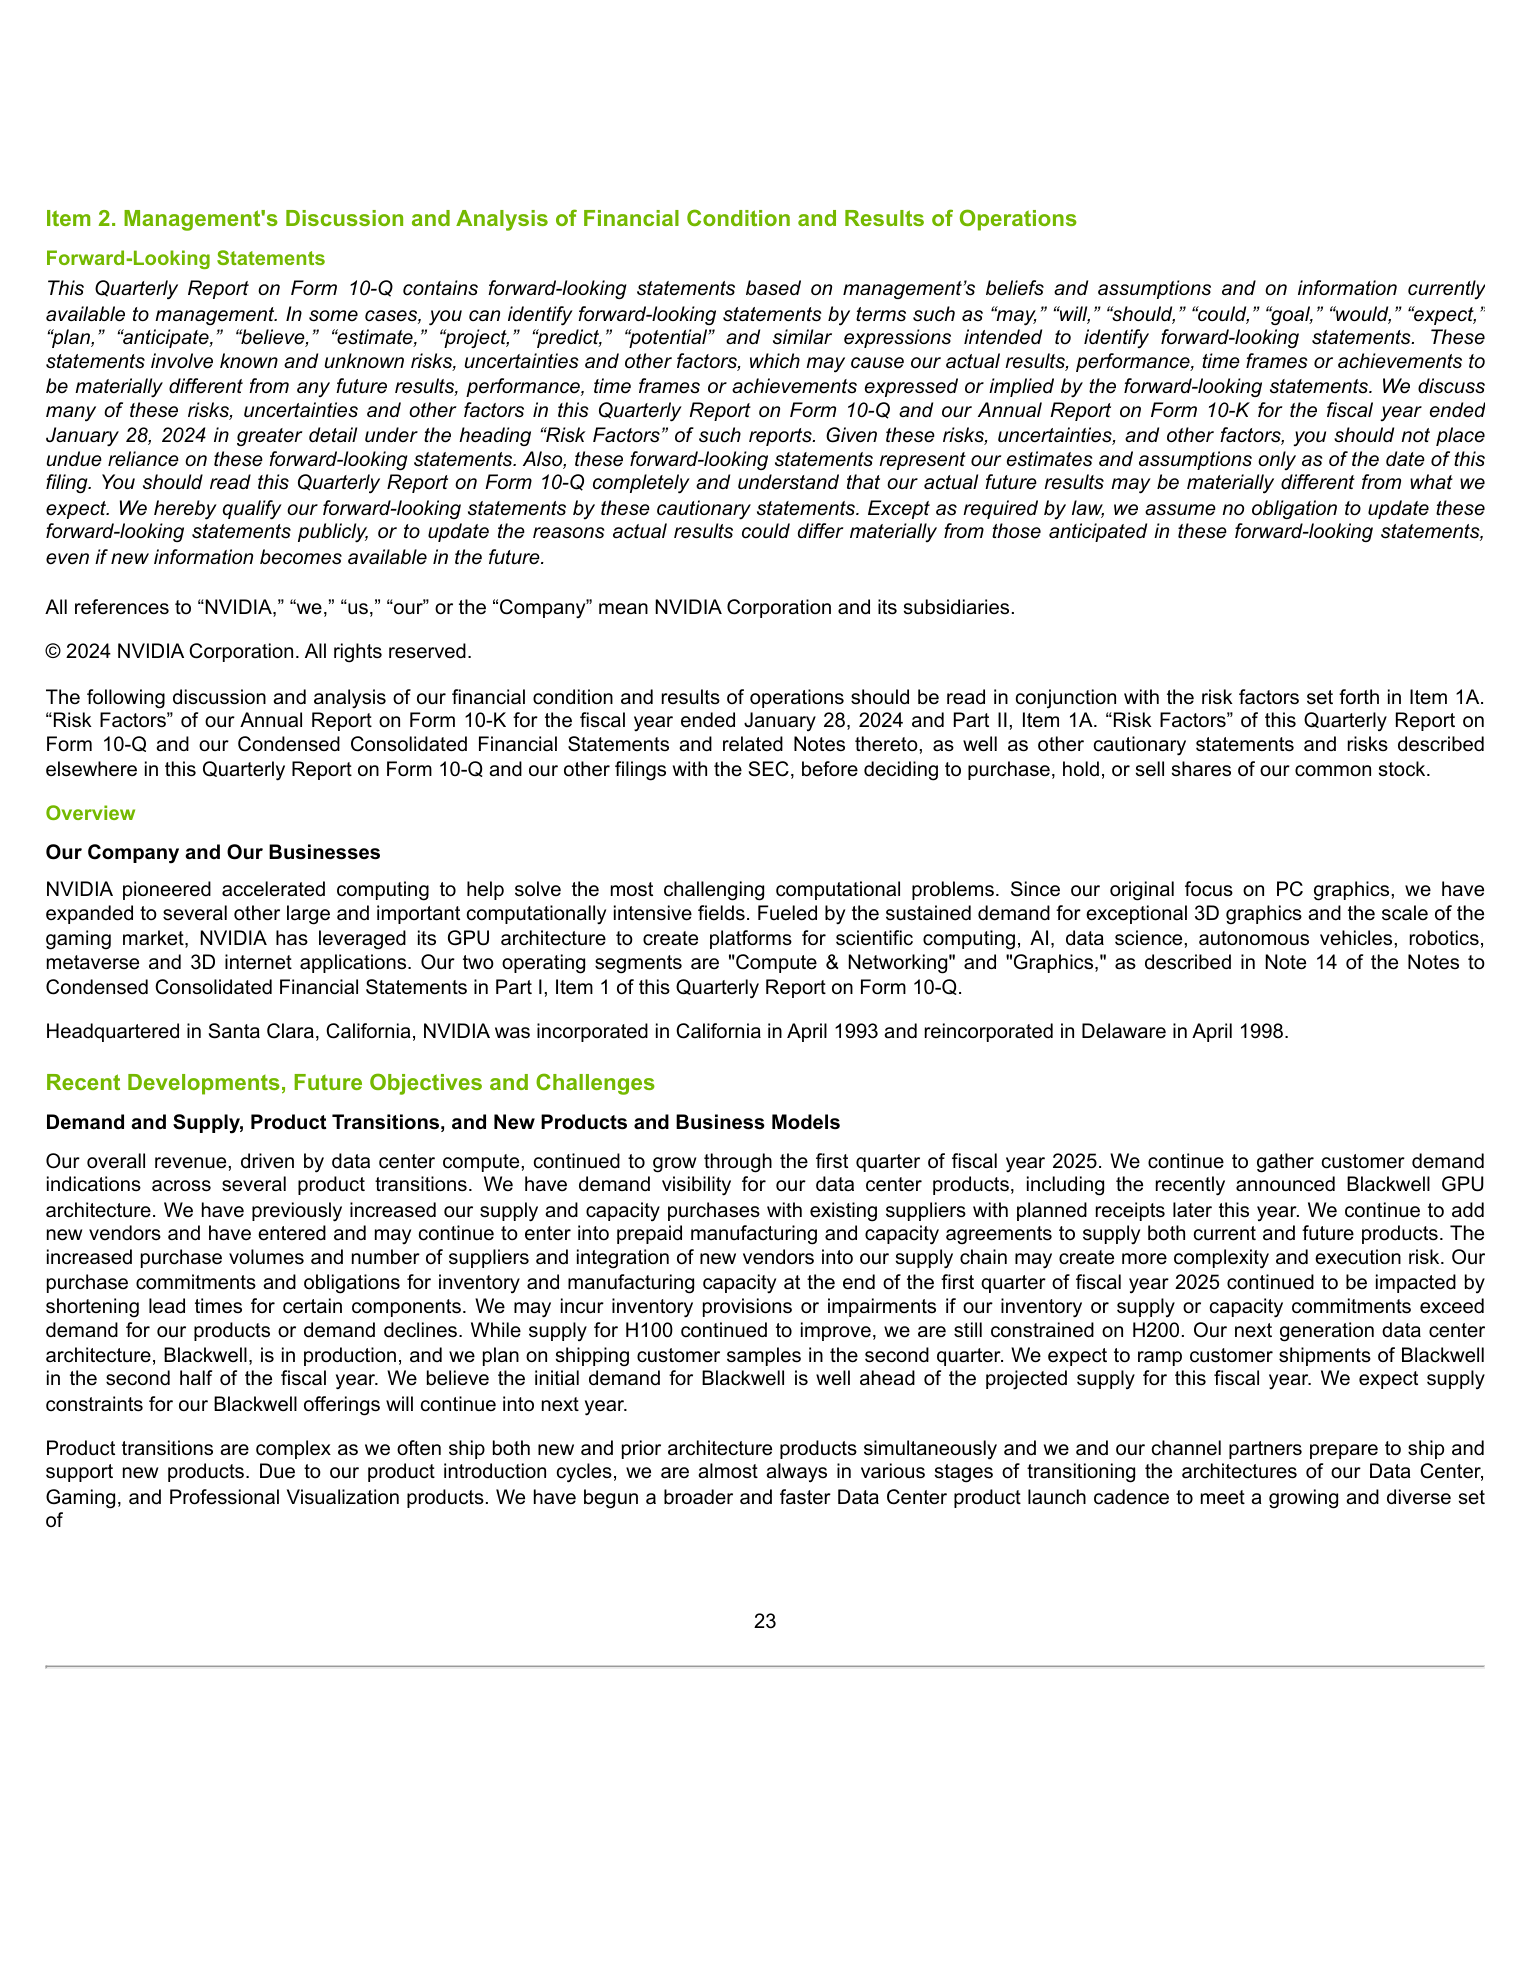 Item 2. Management's Discussion and Analysis of Financial Condition and Results of Operations
Forward-Looking Statements
This Quarterly Report on Form 10-Q contains forward-looking statements based on management’s beliefs and assumptions and on information currently
available to management. In some cases, you can identify forward-looking statements by terms such as “may,” “will,” “should,” “could,” “goal,” “would,” “expect,”
“plan,” “anticipate,” “believe,” “estimate,” “project,” “predict,” “potential” and similar expressions intended to identify forward-looking statements. These
statements involve known and unknown risks, uncertainties and other factors, which may cause our actual results, performance, time frames or achievements to
be materially different from any future results, performance, time frames or achievements expressed or implied by the forward-looking statements. We discuss
many of these risks, uncertainties and other factors in this Quarterly Report on Form 10-Q and our Annual Report on Form 10-K for the fiscal year ended
January 28, 2024 in greater detail under the heading “Risk Factors” of such reports. Given these risks, uncertainties, and other factors, you should not place
undue reliance on these forward-looking statements. Also, these forward-looking statements represent our estimates and assumptions only as of the date of this
filing. You should read this Quarterly Report on Form 10-Q completely and understand that our actual future results may be materially different from what we
expect. We hereby qualify our forward-looking statements by these cautionary statements. Except as required by law, we assume no obligation to update these
forward-looking statements publicly, or to update the reasons actual results could differ materially from those anticipated in these forward-looking statements,
even if new information becomes available in the future.
All references to “NVIDIA,” “we,” “us,” “our” or the “Company” mean NVIDIA Corporation and its subsidiaries.
© 2024 NVIDIA Corporation. All rights reserved.
The following discussion and analysis of our financial condition and results of operations should be read in conjunction with the risk factors set forth in Item 1A.
“Risk Factors” of our Annual Report on Form 10-K for the fiscal year ended January 28, 2024 and Part II, Item 1A. “Risk Factors” of this Quarterly Report on
Form 10-Q and our Condensed Consolidated Financial Statements and related Notes thereto, as well as other cautionary statements and risks described
elsewhere in this Quarterly Report on Form 10-Q and our other filings with the SEC, before deciding to purchase, hold, or sell shares of our common stock.
Overview
Our Company and Our Businesses
NVIDIA pioneered accelerated computing to help solve the most challenging computational problems. Since our original focus on PC graphics, we have
expanded to several other large and important computationally intensive fields. Fueled by the sustained demand for exceptional 3D graphics and the scale of the
gaming market, NVIDIA has leveraged its GPU architecture to create platforms for scientific computing, AI, data science, autonomous vehicles, robotics,
metaverse and 3D internet applications. Our two operating segments are "Compute & Networking" and "Graphics," as described in Note 14 of the Notes to
Condensed Consolidated Financial Statements in Part I, Item 1 of this Quarterly Report on Form 10-Q.
Headquartered in Santa Clara, California, NVIDIA was incorporated in California in April 1993 and reincorporated in Delaware in April 1998.
Recent Developments, Future Objectives and Challenges
Demand and Supply, Product Transitions, and New Products and Business Models
Our overall revenue, driven by data center compute, continued to grow through the first quarter of fiscal year 2025. We continue to gather customer demand
indications across several product transitions. We have demand visibility for our data center products, including the recently announced Blackwell GPU
architecture. We have previously increased our supply and capacity purchases with existing suppliers with planned receipts later this year. We continue to add
new vendors and have entered and may continue to enter into prepaid manufacturing and capacity agreements to supply both current and future products. The
increased purchase volumes and number of suppliers and integration of new vendors into our supply chain may create more complexity and execution risk. Our
purchase commitments and obligations for inventory and manufacturing capacity at the end of the first quarter of fiscal year 2025 continued to be impacted by
shortening lead times for certain components. We may incur inventory provisions or impairments if our inventory or supply or capacity commitments exceed
demand for our products or demand declines. While supply for H100 continued to improve, we are still constrained on H200. Our next generation data center
architecture, Blackwell, is in production, and we plan on shipping customer samples in the second quarter. We expect to ramp customer shipments of Blackwell
in the second half of the fiscal year. We believe the initial demand for Blackwell is well ahead of the projected supply for this fiscal year. We expect supply
constraints for our Blackwell offerings will continue into next year.
Product transitions are complex as we often ship both new and prior architecture products simultaneously and we and our channel partners prepare to ship and
support new products. Due to our product introduction cycles, we are almost always in various stages of transitioning the architectures of our Data Center,
Gaming, and Professional Visualization products. We have begun a broader and faster Data Center product launch cadence to meet a growing and diverse set
of
23